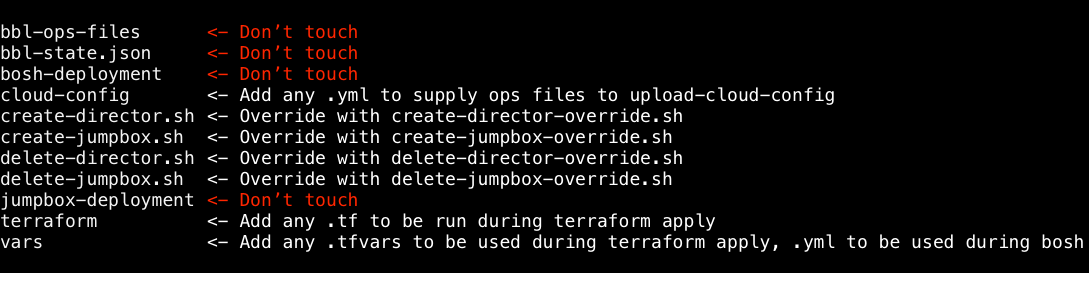 bbl-ops-files <- Don’t touch
bbl-state.json <- Don’t touch
bosh-deployment <- Don’t touch
cloud-config <- Add any .yml to supply ops files to upload-cloud-config
create-director.sh <- Override with create-director-override.sh
create-jumpbox.sh <- Override with create-jumpbox-override.sh
delete-director.sh <- Override with delete-director-override.sh
delete-jumpbox.sh <- Override with delete-jumpbox-override.sh
jumpbox-deployment <- Don’t touch
terraform <- Add any .tf to be run during terraform apply
vars <- Add any .tfvars to be used during terraform apply, .yml to be used during bosh